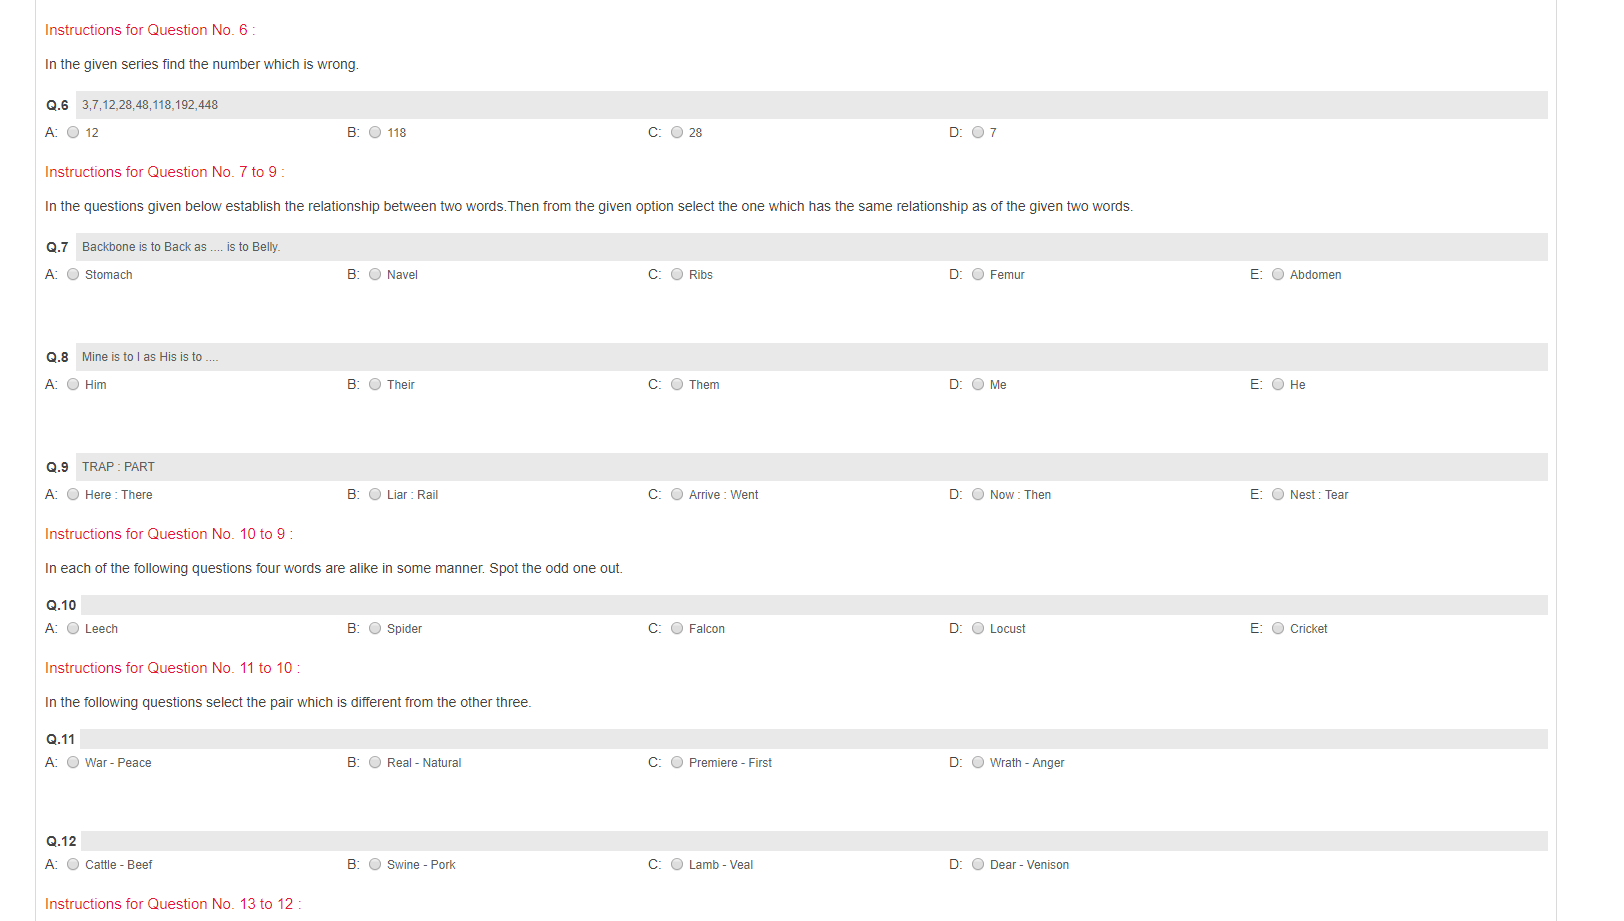 Instructions for Question No. 6 :
In the given series find the number which is wrong.
Q.6 3,7,12,28,48,118,192,448
A: 12 B: 118 C: 28 D: 7
Instructions for Question No. 7 to 9 :
In the questions given below establish the relationship between two words.Then from the given option select the one which has the same relationship as of the given two words.
Q.7 Backbone is to Back as .... is to Belly.
A: Stomach B: Navel C: Ribs D: Femur E: Abdomen
Q.8 Mine is to I as His is to ....
A: Him B: Their C: Them D: Me E: He
Q.9 TRAP : PART
A: Here : There B: Liar : Rail C: Arrive : Went D: Now : Then E: Nest : Tear
Instructions for Question No. 10 to 9 :
In each of the following questions four words are alike in some manner. Spot the odd one out.
Q.10
A: Leech B: Spider C: Falcon D: Locust E: Cricket
Instructions for Question No. 11 to 10 :
In the following questions select the pair which is different from the other three.
Q.11
A: War - Peace B: Real - Natural C: Premiere - First D: Wrath - Anger
Q.12
A: Cattle - Beef B: Swine - Pork C: Lamb - Veal D: Dear - Venison
Instructions for Question No. 13 to 12 :